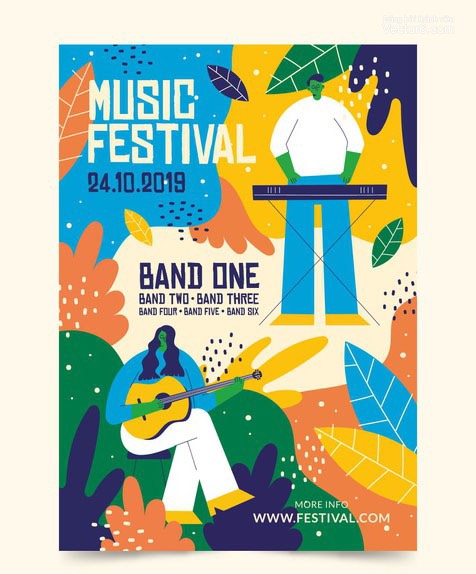 MUSIC
FESTIVAL
24.10.2019
BAND ONE
BAND TWO • BAND THREE
BAND FOUR • BAND FIVE • BAND SIX
MORE INFO
WWW.FESTIVAL.COM